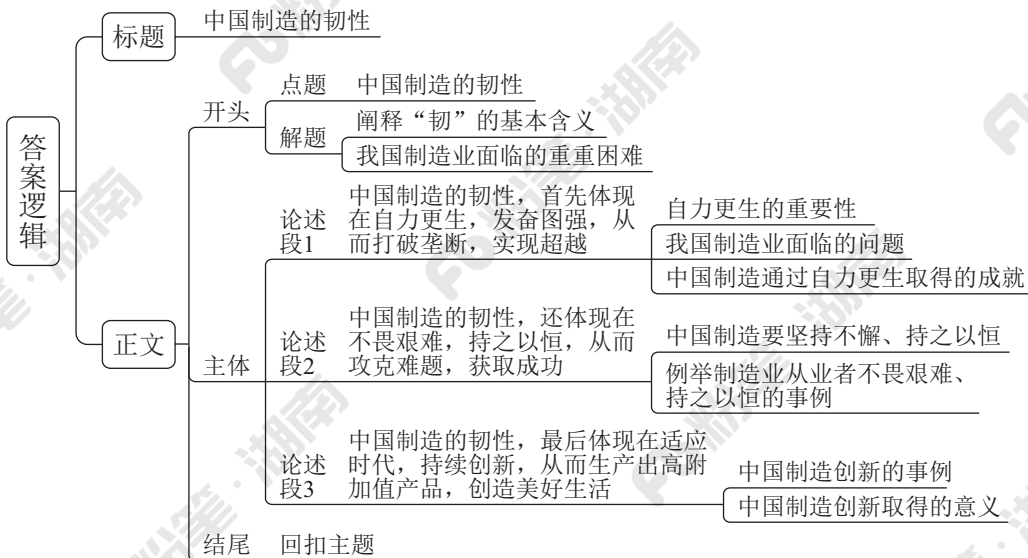 答案逻辑
标题
中国制造的韧性
正文
开头
点题
中国制造的韧性
解题
阐释“韧”的基本含义
我国制造业面临的重重困难
主体
论述
段1
中国制造的韧性，首先体现
在自力更生，发奋图强，从
而打破垄断，实现超越
自力更生的重要性
我国制造业面临的问题
中国制造通过自力更生取得的成就
论述
段2
中国制造的韧性，还体现在
不畏艰难，持之以恒，从而
攻克难题，获取成功
中国制造要坚持不懈、持之以恒
例举制造业从业者不畏艰难、
持之以恒的事例
论述
段3
中国制造的韧性，最后体现在适应
时代，持续创新，从而生产出高附
加值产品，创造美好生活
中国制造创新的事例
中国制造创新取得的意义
结尾
回扣主题
粉笔·湖南